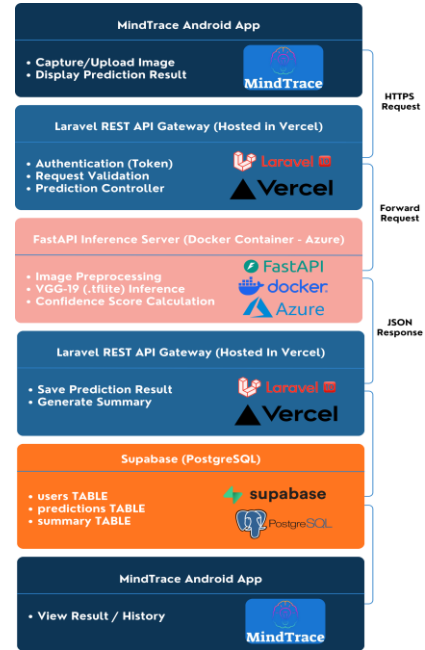 MindTrace Android App
• Capture/Upload Image
• Display Prediction Result
MindTrace
HTTPS
Request
Laravel REST API Gateway (Hosted in Vercel)
• Authentication (Token)
• Request Validation
• Prediction Controller
Laravel
Vercel
Forward
Request
FastAPI Inference Server (Docker Container - Azure)
• Image Preprocessing
• VGG-19 (.tflite) Inference
• Confidence Score Calculation
FastAPI
docker
Azure
JSON
Response
Laravel REST API Gateway (Hosted In Vercel)
• Save Prediction Result
• Generate Summary
Laravel
Vercel
Supabase (PostgreSQL)
• users TABLE
• predictions TABLE
• summary TABLE
supabase
PostgreSQL
MindTrace Android App
• View Result / History
MindTrace